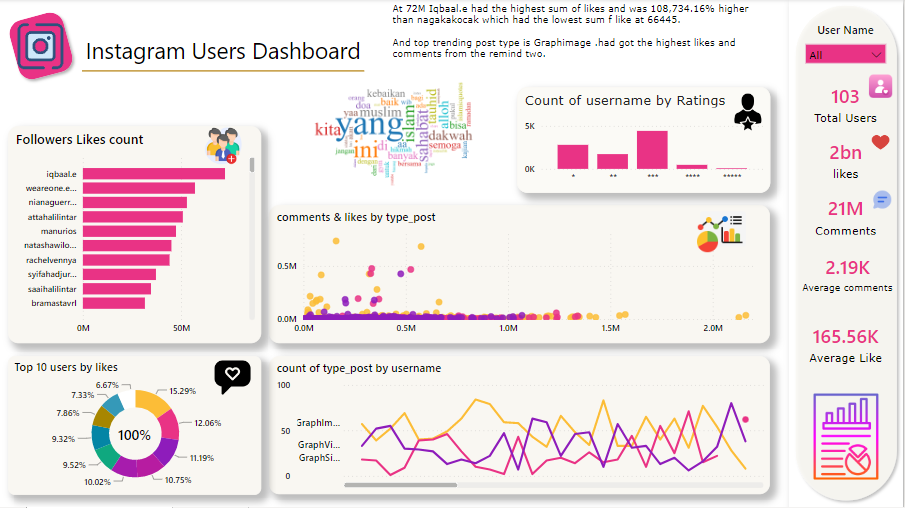 At 72M Iqbaal.e had the highest sum of likes and was 108,734.16% higher
than nagakakocak which had the lowest sum f like at 66445.
And top trending post type is Graphimage .had got the highest likes and
comments from the remind two.
Instagram Users Dashboard
User Name
All
103
Total Users
2bn
likes
21M
Comments
2.19K
Average comments
165.56K
Average Like
kebaikan
doa
baik
yaa muslim
kita
yang
islam
sahabat
tauhid
alloh
bisa
dakwah
semoga
ini
di
banyak
bersama
jangan
Count of username by Ratings
5K
0K
*
**
***
****
*****
Followers Likes count
iqbaal.e
weareone.e...
nianaguerr...
attahalilintar
manurios
natashawilo...
rachelvennya
syifahadjur...
saaihalilintar
bramastavrl
0M
50M
comments & likes by type_post
0.5M
0.0M
0.0M
0.5M
1.0M
1.5M
2.0M
Top 10 users by likes
6.67%
7.33%
7.86%
9.32%
9.52%
10.02%
10.75%
11.19%
12.06%
15.29%
100%
count of type_post by username
100
50
0
GraphIm...
GraphVi...
GraphSi...